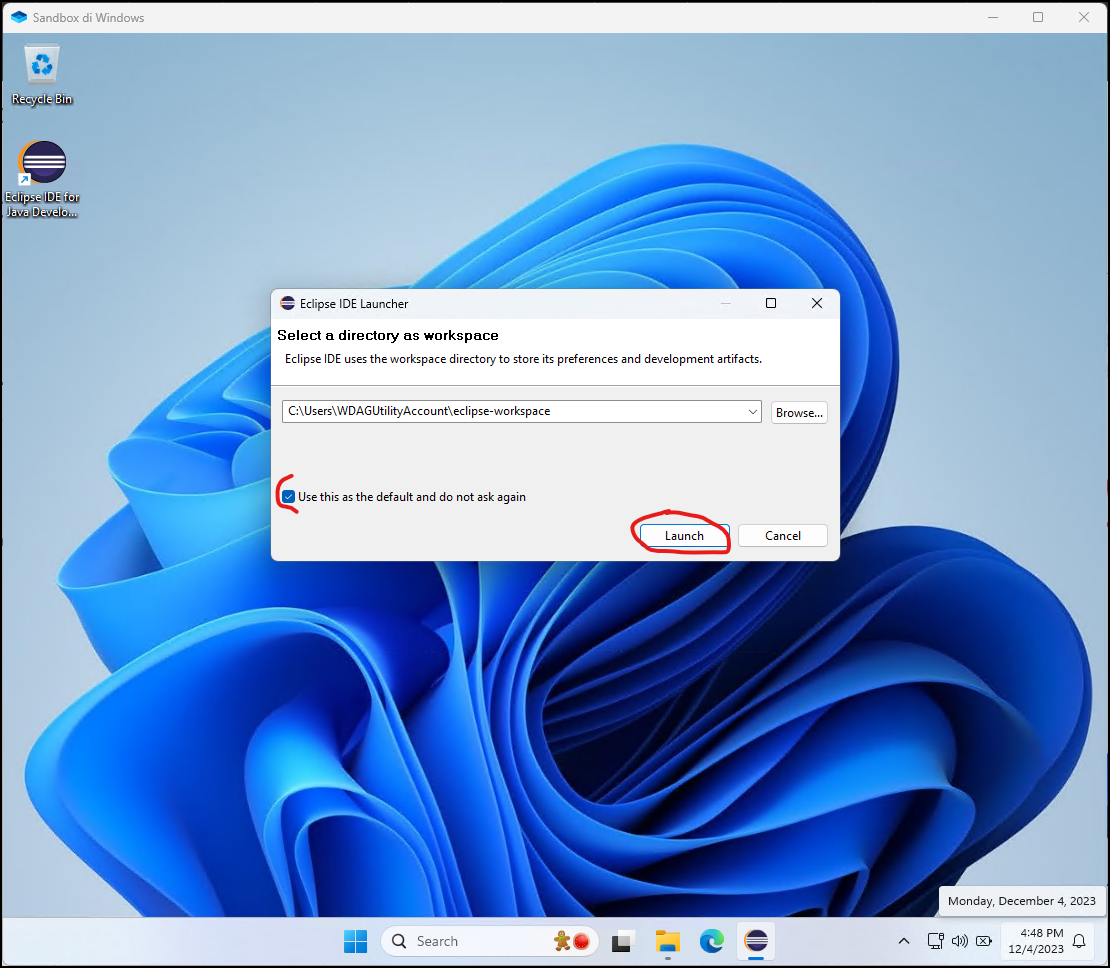 Sandbox di Windows
Recycle Bin
Eclipse IDE for
Java Develo...
Eclipse IDE Launcher
Select a directory as workspace
Eclipse IDE uses the workspace directory to store its preferences and development artifacts.
C:\Users\WDAGUtilityAccount\eclipse-workspace
Browse...
Use this as the default and do not ask again
Launch
Cancel
Monday, December 4, 2023
Search
4:48 PM
12/4/2023